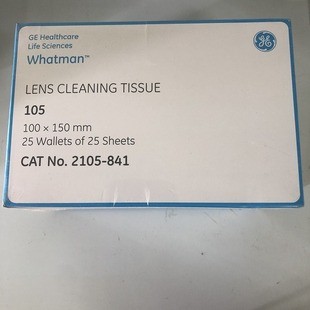 GE Healthcare
Life Sciences
Whatman™
LENS CLEANING TISSUE
105
100 × 150 mm
25 Wallets of 25 Sheets
CAT No. 2105-841